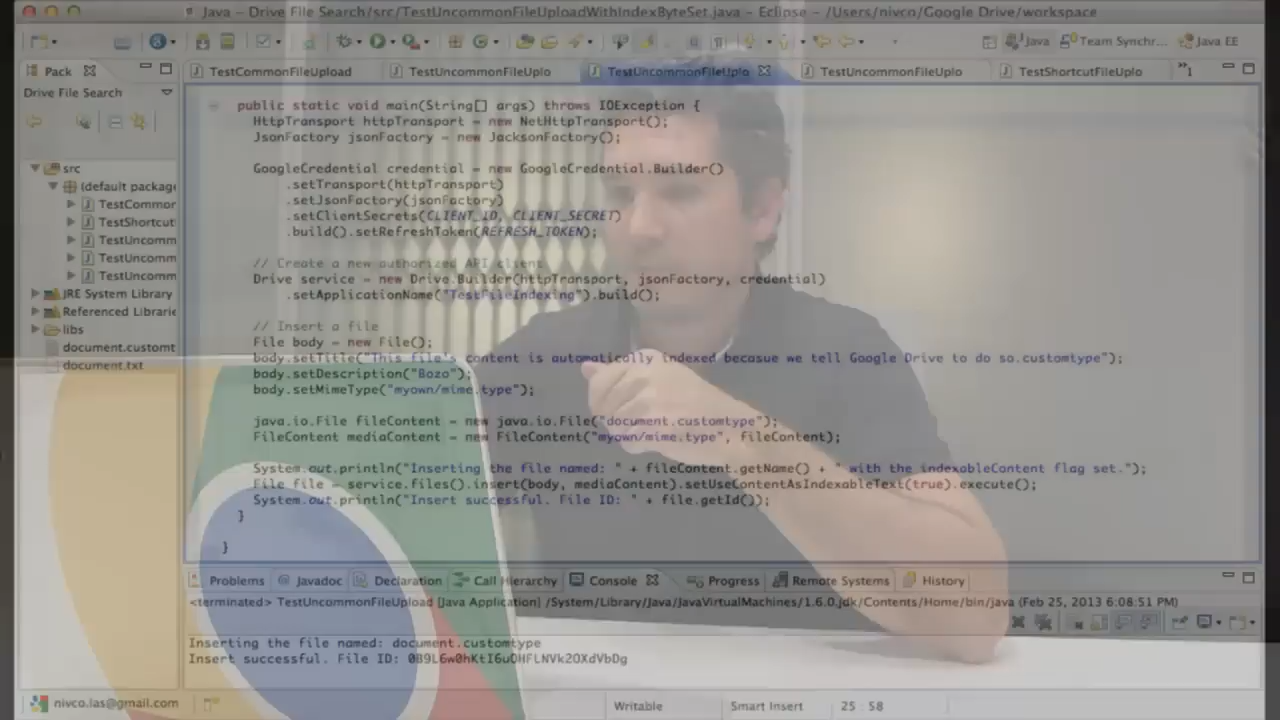 Java – Drive File Search/src/TestUncommonFileUploadWithIndexByteSet.java – Eclipse – /Users/nivco/Google Drive/workspace
Java Team Synchr... Java EE
Pack TestCommonFileUpload TestUncommonFileUplo TestUncommonFileUplo TestUncommonFileUplo TestShortcutFileUplo »1
Drive File Search
src
(default package
TestCommon
TestShortcut
TestUncomm
TestUncomm
TestUncomm
JRE System Library
Referenced Librarie
libs
document.customt
document.txt
public static void main(String[] args) throws IOException {
HttpTransport httpTransport = new NetHttpTransport();
JsonFactory jsonFactory = new JacksonFactory();
GoogleCredential credential = new GoogleCredential.Builder()
.setTransport(httpTransport)
.setJsonFactory(jsonFactory)
.setClientSecrets(CLIENT_ID, CLIENT_SECRET)
.build().setRefreshToken(REFRESH_TOKEN);
// Create a new authorized API client
Drive service = new Drive.Builder(httpTransport, jsonFactory, credential)
.setApplicationName("TestFileIndexing").build();
// Insert a file
File body = new File();
body.setTitle("This file's content is automatically indexed becasue we tell Google Drive to do so.customtype");
body.setDescription("Bozo");
body.setMimeType("myown/mime.type");
java.io.File fileContent = new java.io.File("document.customtype");
FileContent mediaContent = new FileContent("myown/mime.type", fileContent);
System.out.println("Inserting the file named: " + fileContent.getName() + " with the indexableContent flag set.");
File file = service.files().insert(body, mediaContent).setUseContentAsIndexableText(true).execute();
System.out.println("Insert successful. File ID: " + file.getId());
}
}
Problems @ Javadoc Declaration Call Hierarchy Console Progress Remote Systems History
<terminated> TestUncommonFileUpload [Java Application] /System/Library/Java/JavaVirtualMachines/1.6.0.jdk/Contents/Home/bin/java (Feb 25, 2013 6:08:51 PM)
Inserting the file named: document.customtype
nivco.las@gmail.com Writable Smart Insert 25 : 58